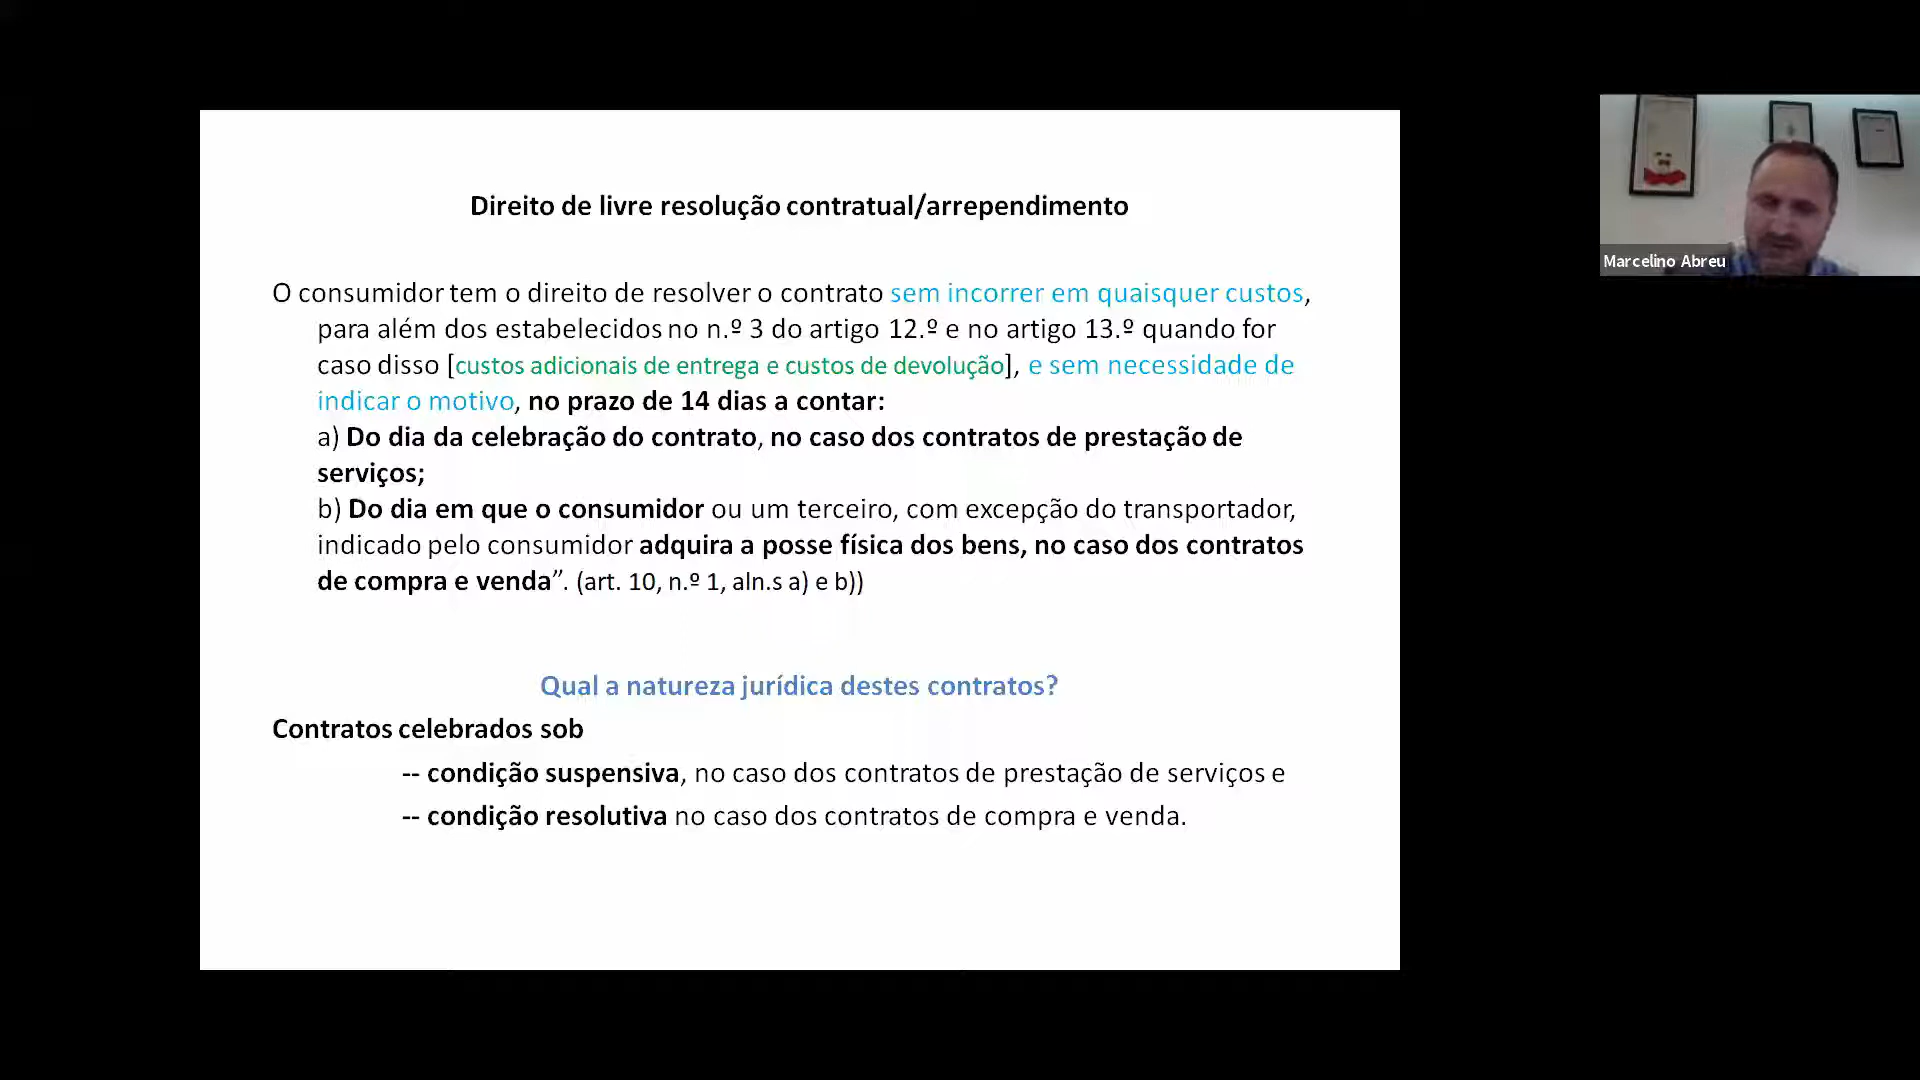 Direito de livre resolução contratual/arrependimento
O consumidor tem o direito de resolver o contrato sem incorrer em quaisquer custos,
para além dos estabelecidos no n.º 3 do artigo 12.º e no artigo 13.º quando for
caso disso [custos adicionais de entrega e custos de devolução], e sem necessidade de
indicar o motivo, no prazo de 14 dias a contar:
a) Do dia da celebração do contrato, no caso dos contratos de prestação de
serviços;
b) Do dia em que o consumidor ou um terceiro, com excepção do transportador,
indicado pelo consumidor adquira a posse física dos bens, no caso dos contratos
de compra e venda”. (art. 10, n.º 1, aln.s a) e b))
Qual a natureza jurídica destes contratos?
Contratos celebrados sob
-- condição suspensiva, no caso dos contratos de prestação de serviços e
-- condição resolutiva no caso dos contratos de compra e venda.
Marcelino Abreu